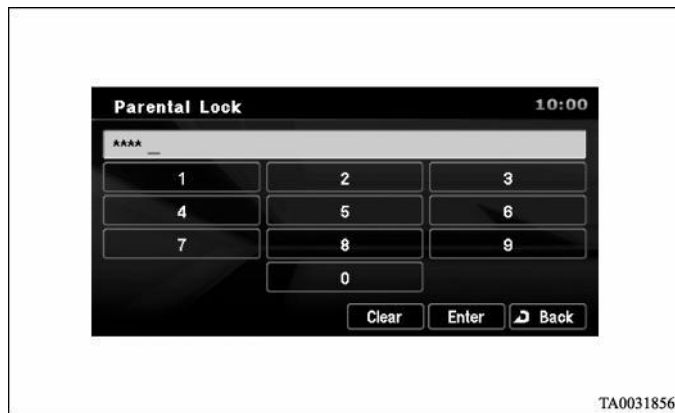 Parental Lock 10:00
**** _
1 2 3
4 5 6
7 8 9
0
Clear Enter Back
TA0031856